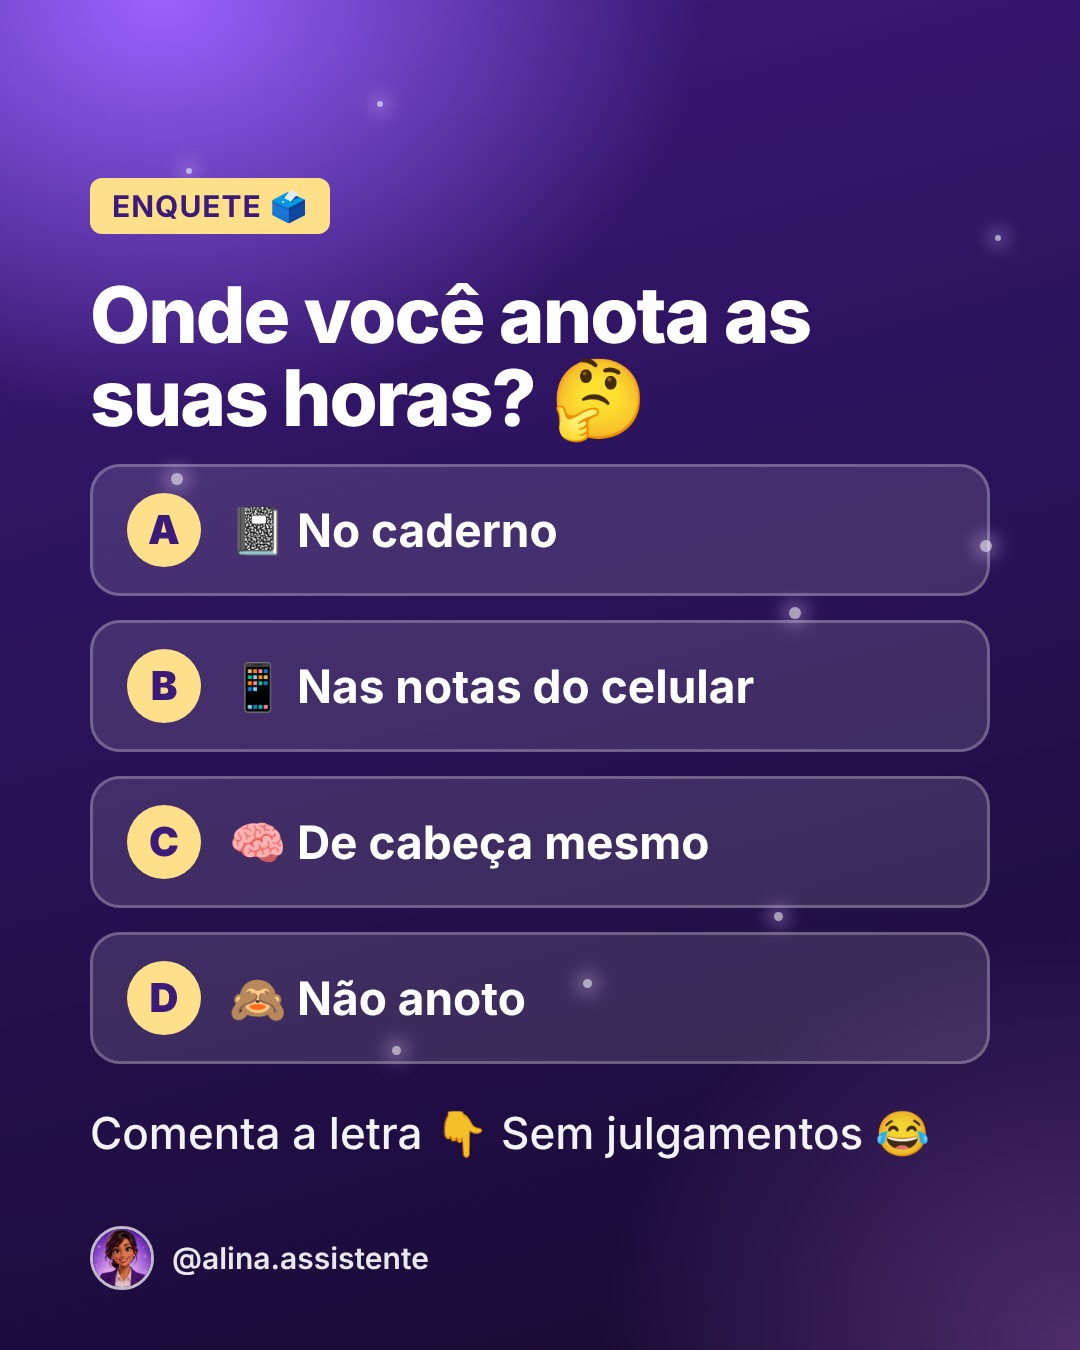 ENQUETE 🗳️
Onde você anota as
suas horas? 🤔
A 📓 No caderno
B 📱 Nas notas do celular
C 🧠 De cabeça mesmo
D 🙈 Não anoto
Comenta a letra 👇 Sem julgamentos 😂
@alina.assistente